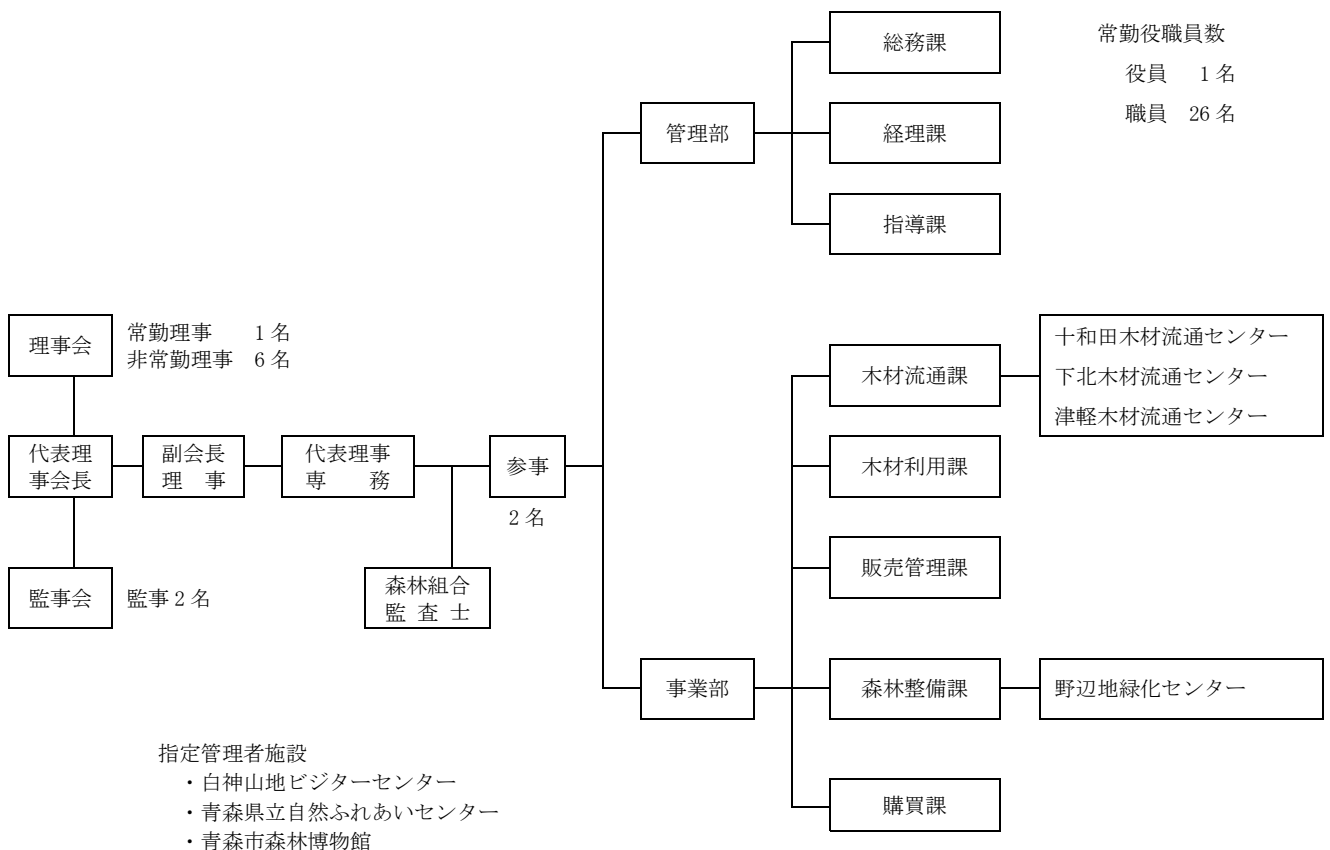 総務課
常勤役職員数
役員 1名
職員 26名
管理部
経理課
指導課
理事会
常勤理事 1名
非常勤理事 6名
木材流通課
十和田木材流通センター
下北木材流通センター
津軽木材流通センター
代表理
事会長
副会長
理 事
代表理事
専 務
参事
2名
木材利用課
販売管理課
監事会
監事2名
森林組合
監 査 士
事業部
森林整備課
野辺地緑化センター
購買課
指定管理者施設
・白神山地ビジターセンター
・青森県立自然ふれあいセンター
・青森市森林博物館